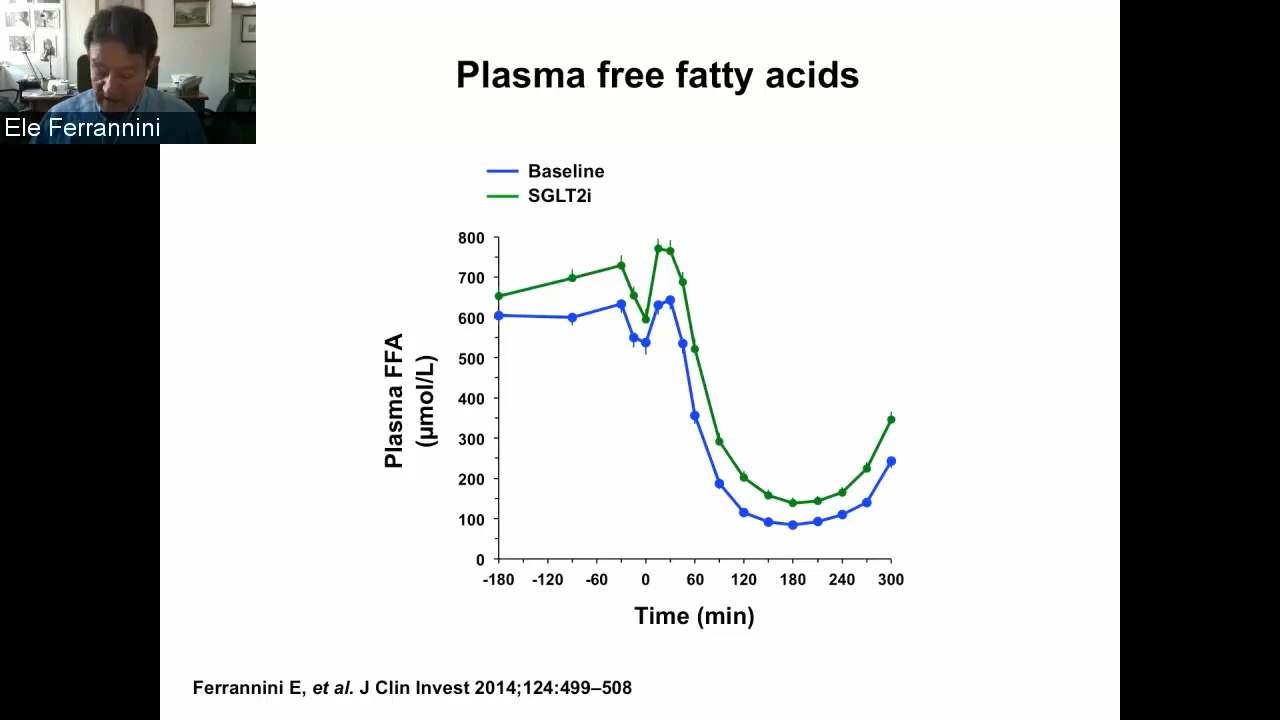 Ele Ferrannini
Plasma free fatty acids
Baseline
SGLT2i
800
700
600
500
400
300
200
100
0
Plasma FFA
(µmol/L)
-180 -120 -60 0 60 120 180 240 300
Time (min)
Ferrannini E, et al. J Clin Invest 2014;124:499–508